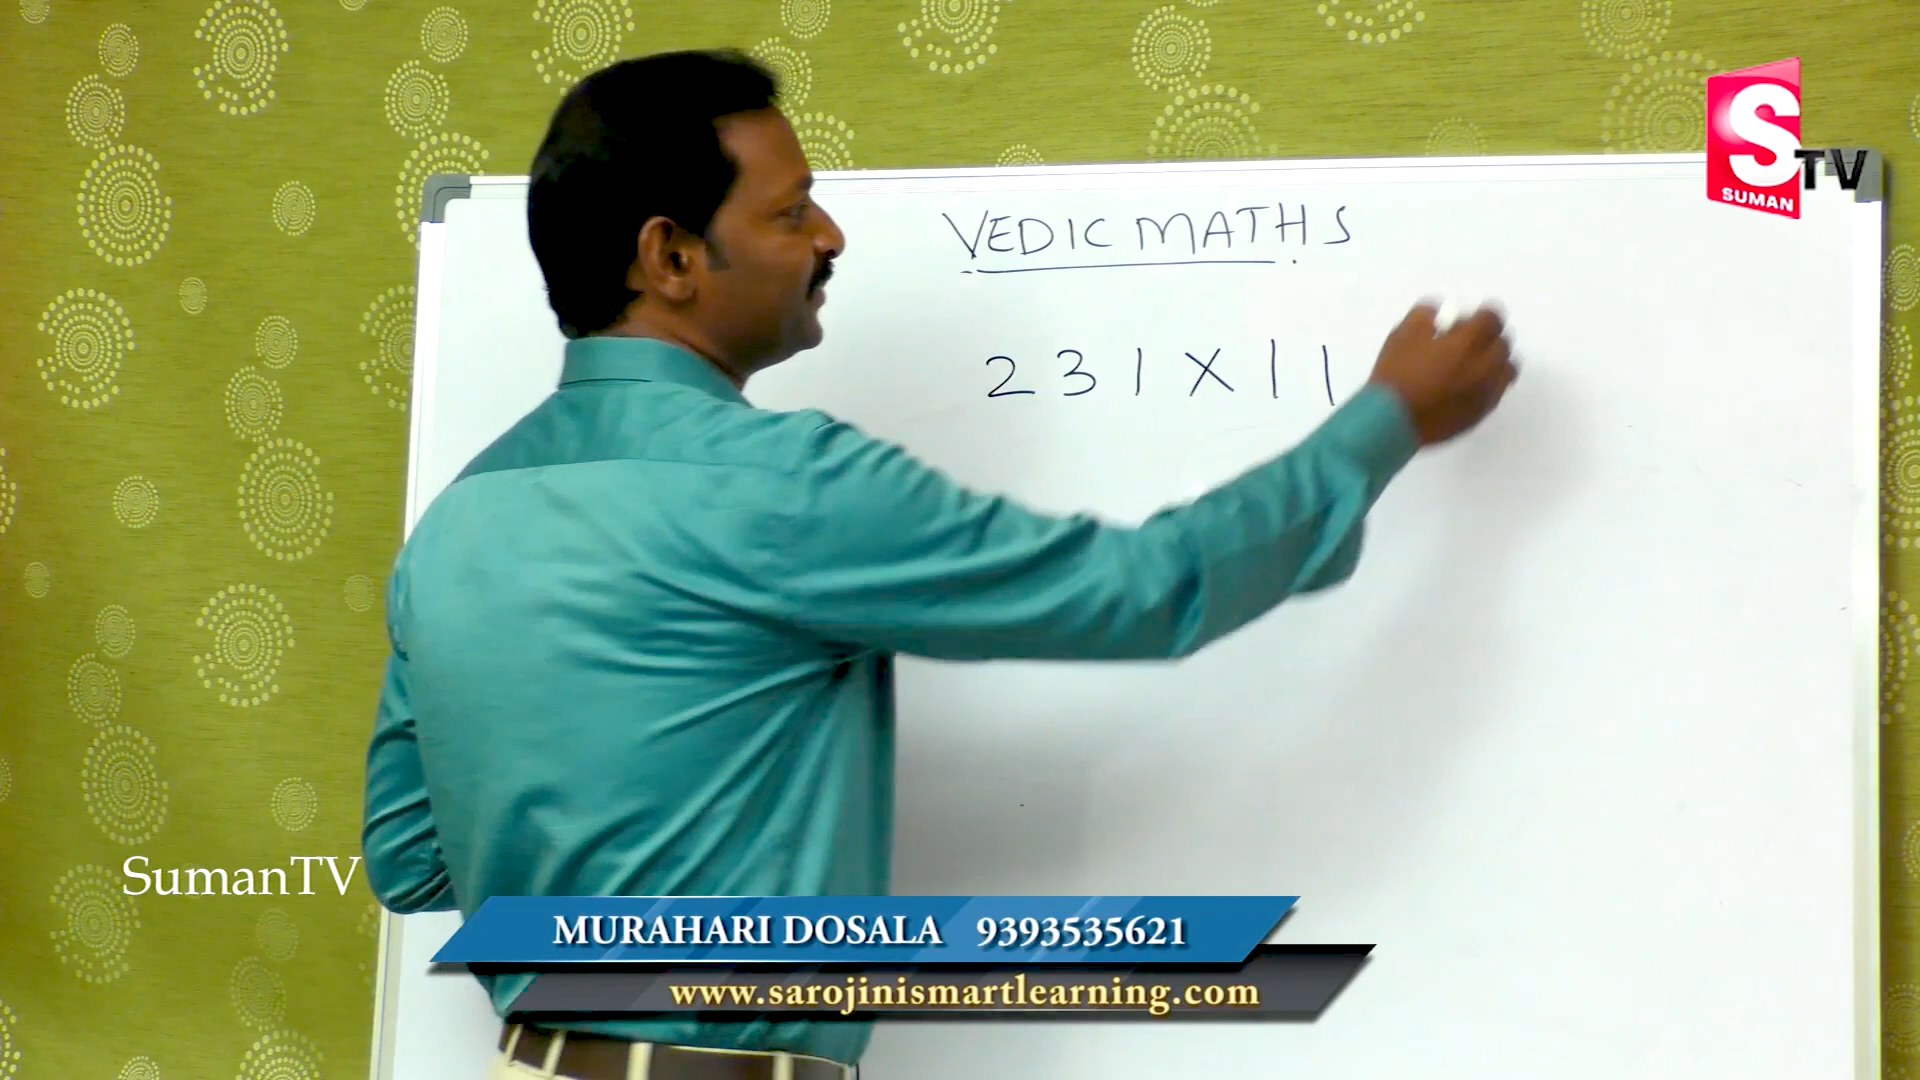 S
TV
SUMAN
VEDIC MATHS
231 X 11
SumanTV
MURAHARI DOSALA 9393535621
www.sarojinismartlearning.com